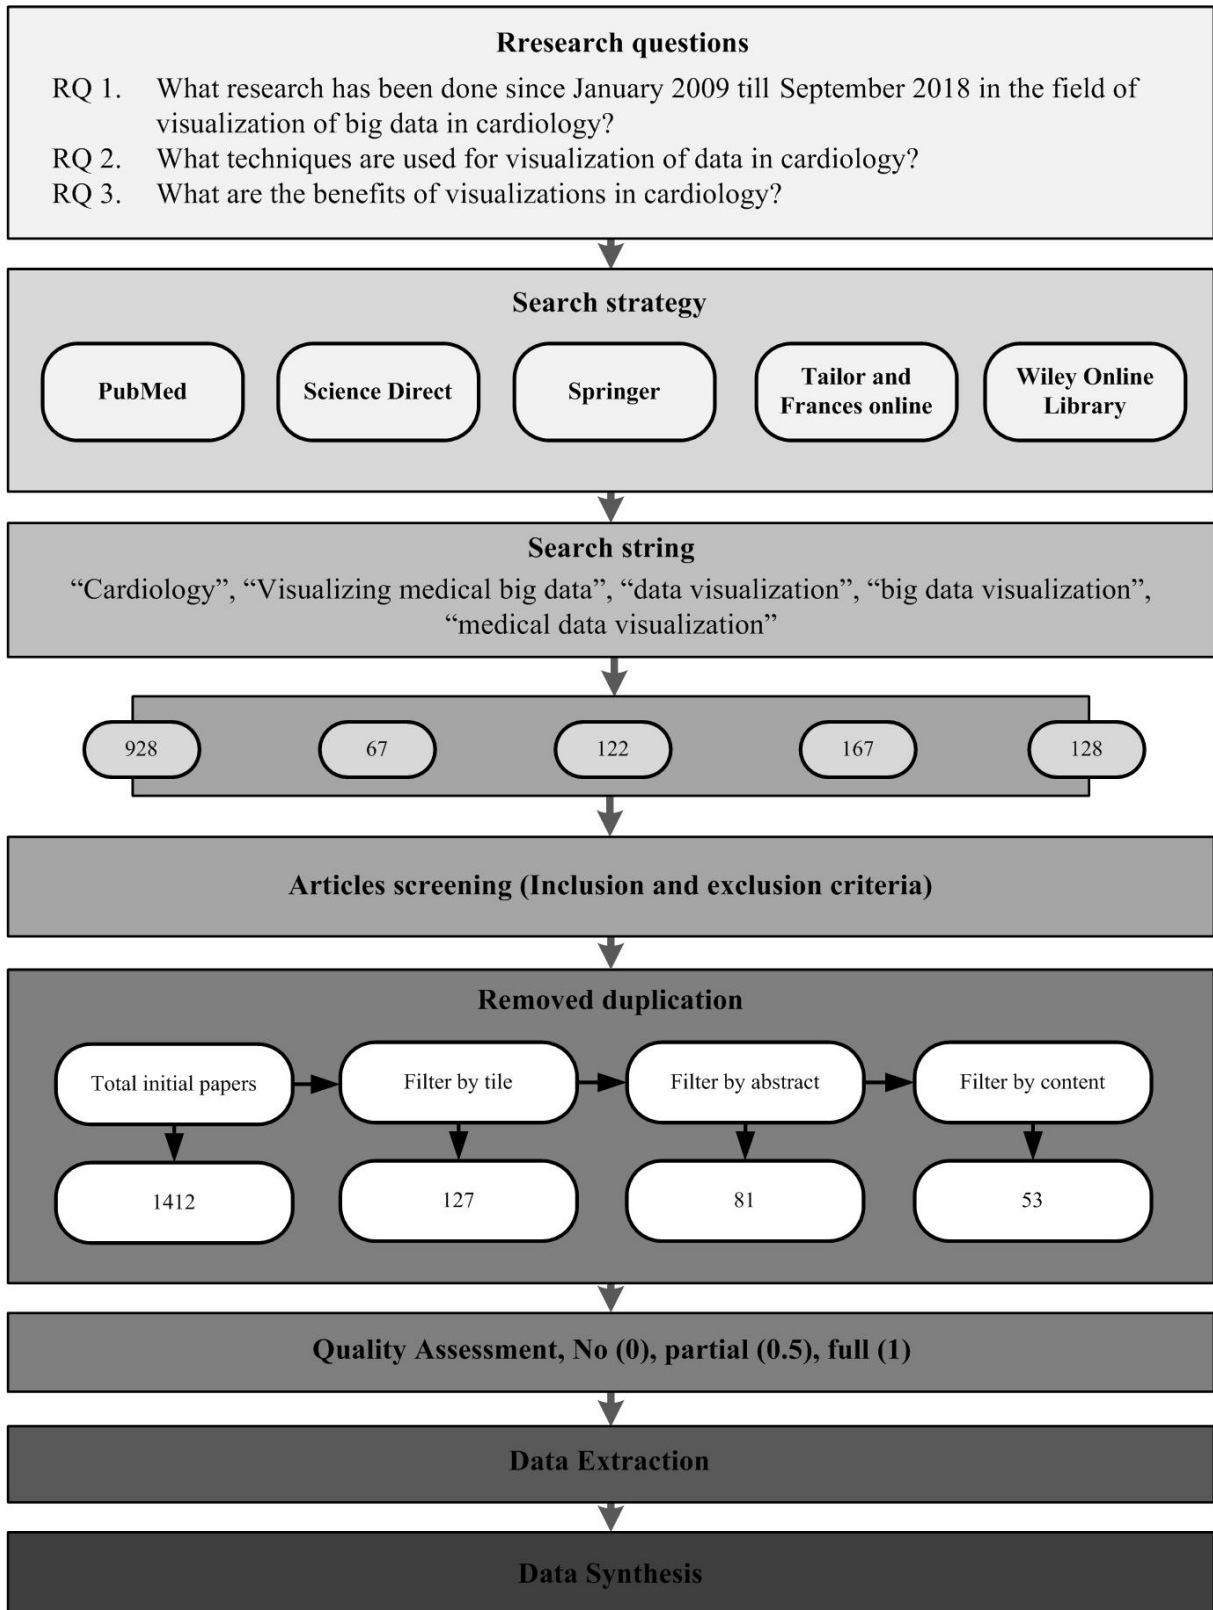 Rresearch questions
RQ 1. What research has been done since January 2009 till September 2018 in the field of
visualization of big data in cardiology?
RQ 2. What techniques are used for visualization of data in cardiology?
RQ 3. What are the benefits of visualizations in cardiology?
Search strategy
PubMed
Science Direct
Springer
Tailor and
Frances online
Wiley Online
Library
Search string
“Cardiology”, “Visualizing medical big data”, “data visualization”, “big data visualization”,
“medical data visualization”
928
67
122
167
128
Articles screening (Inclusion and exclusion criteria)
Removed duplication
Total initial papers
Filter by tile
Filter by abstract
Filter by content
1412
127
81
53
Quality Assessment, No (0), partial (0.5), full (1)
Data Extraction
Data Synthesis